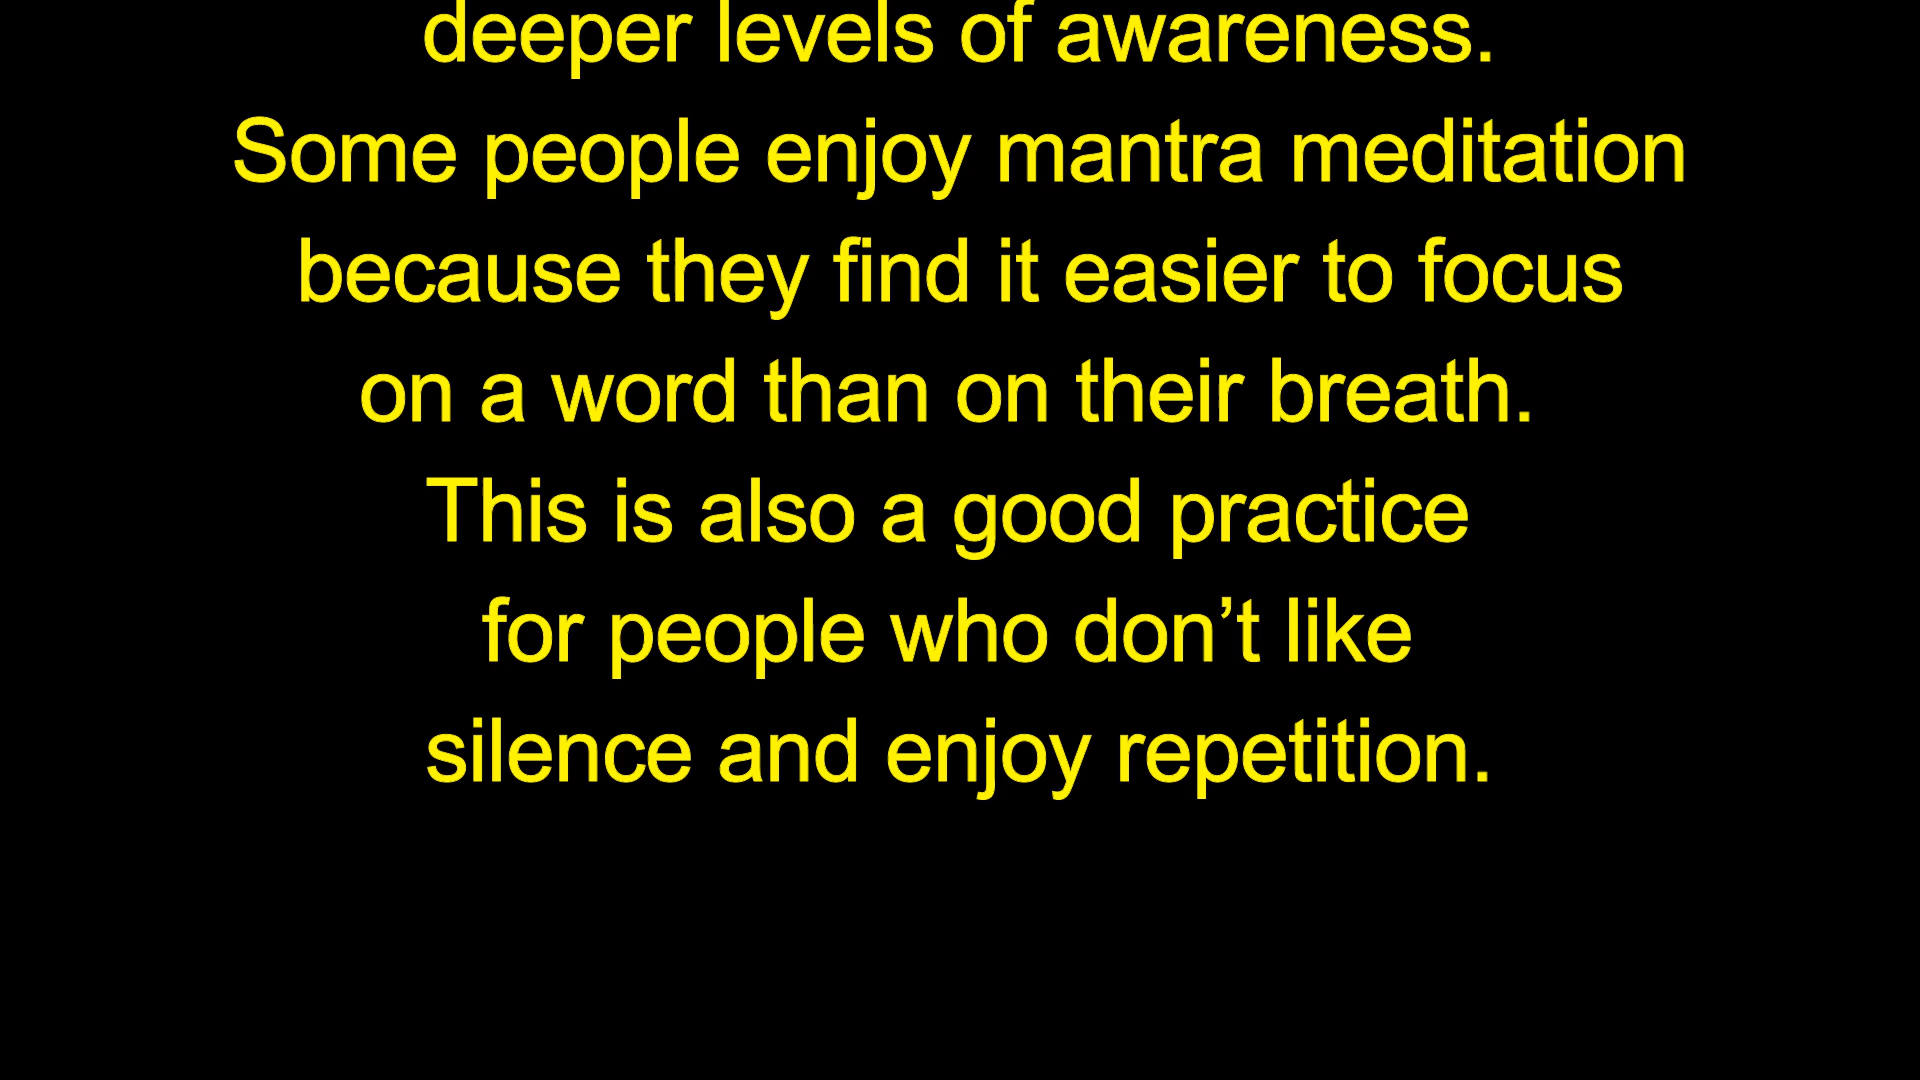 deeper levels of awareness.
Some people enjoy mantra meditation
because they find it easier to focus
on a word than on their breath.
This is also a good practice
for people who don’t like
silence and enjoy repetition.